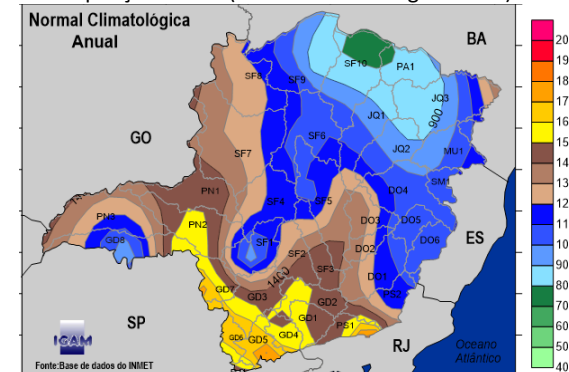 Normal Climatológica
Anual
BA
GO
ES
SP
RJ
Oceano
Atlântico
SF8
SF9
SF10
PA1
JQ3
900
JQ1
SF6
JQ2
MU1
SF7
SM1
PN1
DO4
SF4
SF5
PN3
PN2
DO3
DO5
GD8
SF1
DO6
SF2
DO2
SF3
1400
DO1
GD7
GD3
GD2
PS2
GD1
PS1
GD6
GD5
GD4
IGAM
Fonte:Base de dados do INMET
20
19
18
17
16
15
14
13
12
11
10
90
80
70
60
50
40